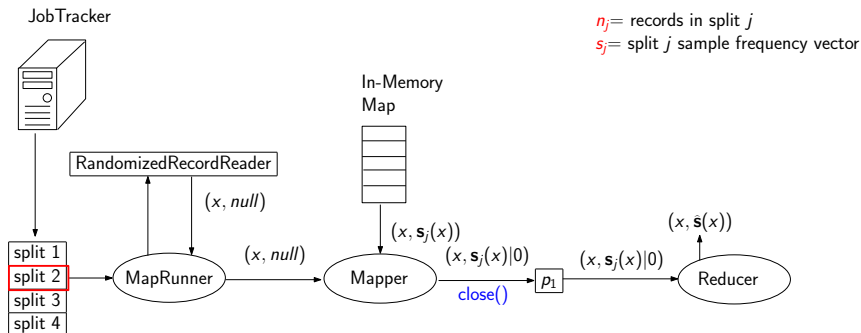 JobTracker
n_j= records in split j
s_j= split j sample frequency vector
In-Memory
Map
RandomizedRecordReader
(x, null)
(x, s_j(x))
(x, ŝ(x))
split 1
split 2
split 3
split 4
MapRunner
(x, null)
Mapper
(x, s_j(x)|0)
close()
p_1
(x, s_j(x)|0)
Reducer